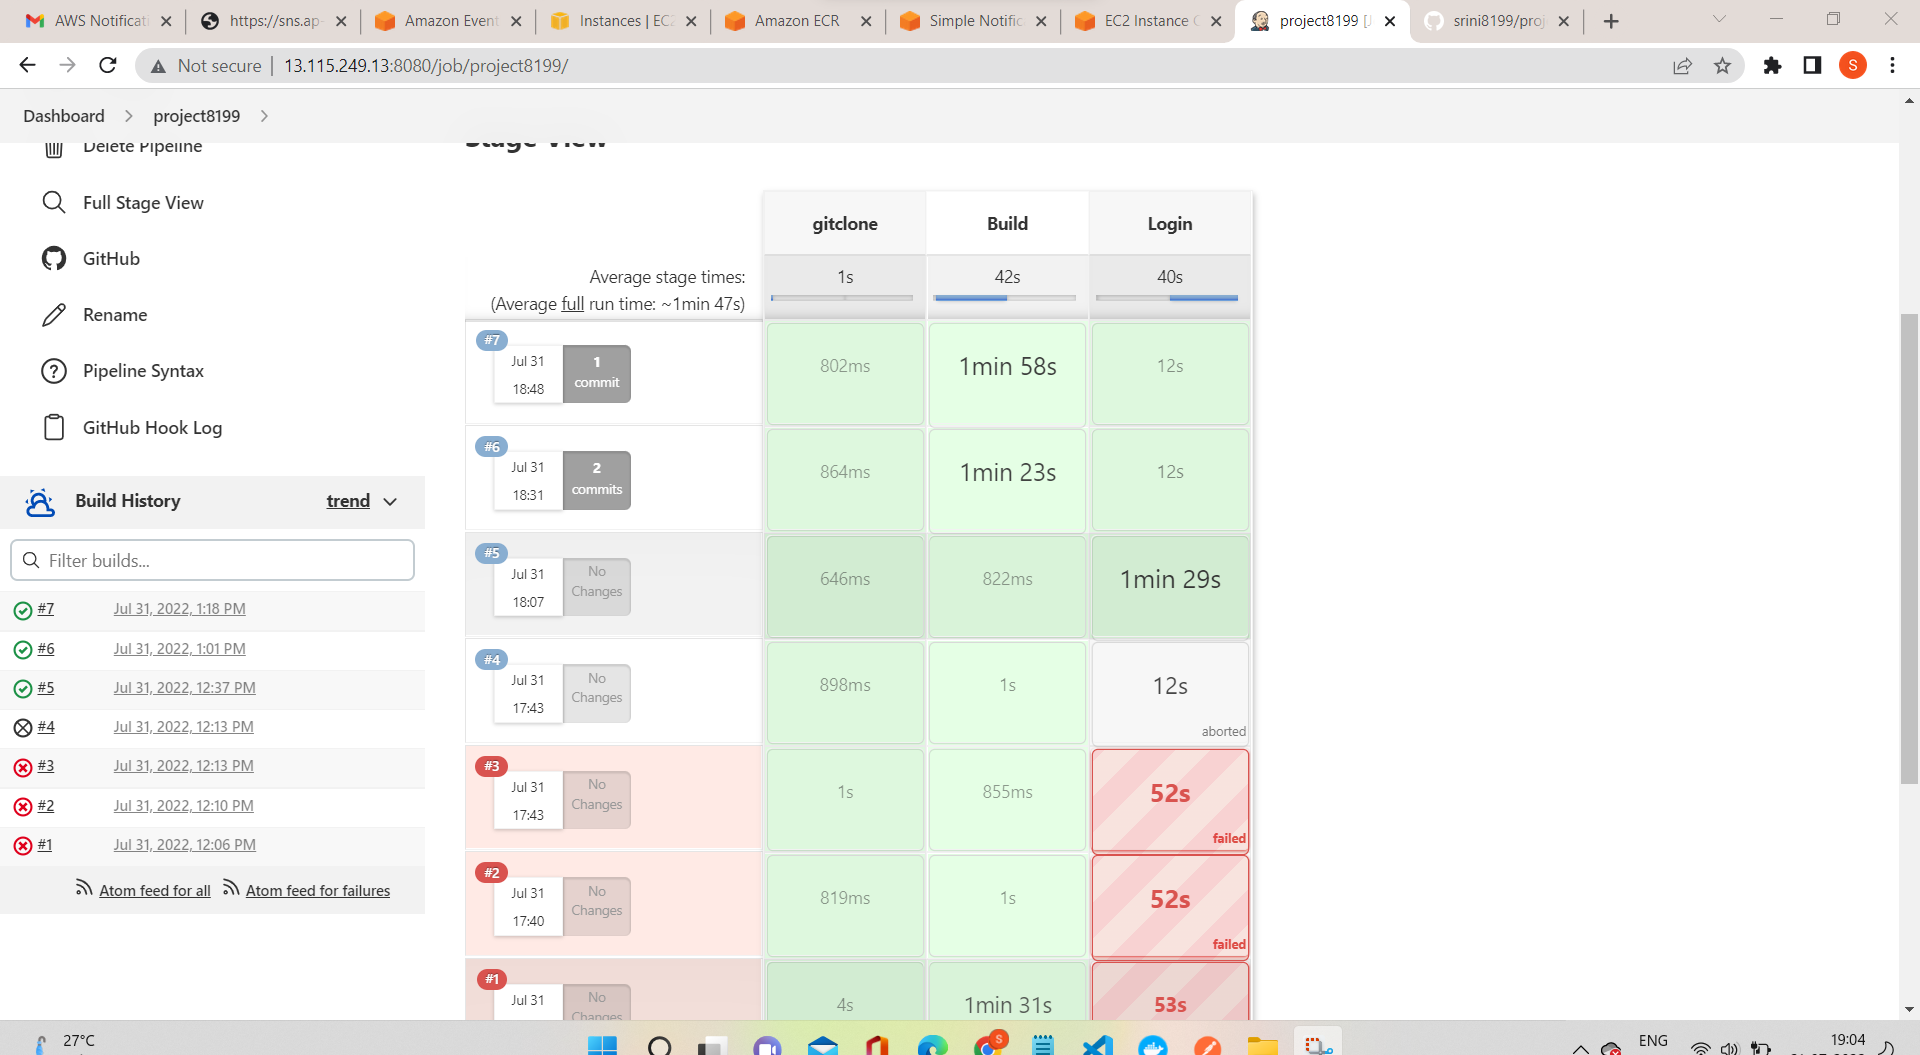 AWS Notificati
https://sns.ap-
Amazon Event
Instances | EC2
Amazon ECR
Simple Notific
EC2 Instance C
project8199 [J
srini8199/proj
Not secure
13.115.249.13:8080/job/project8199/
S
Dashboard
project8199
Delete Pipeline
Full Stage View
GitHub
Rename
Pipeline Syntax
GitHub Hook Log
Build History
trend
Filter builds...
#7 Jul 31, 2022, 1:18 PM
#6 Jul 31, 2022, 1:01 PM
#5 Jul 31, 2022, 12:37 PM
#4 Jul 31, 2022, 12:13 PM
#3 Jul 31, 2022, 12:13 PM
#2 Jul 31, 2022, 12:10 PM
#1 Jul 31, 2022, 12:06 PM
Atom feed for all
Atom feed for failures
Stage View
gitclone Build Login
Average stage times: 1s 42s 40s
(Average full run time: ~1min 47s)
#7
Jul 31
18:48
1
commit
802ms 1min 58s 12s
#6
Jul 31
18:31
2
commits
864ms 1min 23s 12s
#5
Jul 31
18:07
No
Changes
646ms 822ms 1min 29s
#4
Jul 31
17:43
No
Changes
898ms 1s 12s
aborted
#3
Jul 31
17:43
No
Changes
1s 855ms 52s
failed
#2
Jul 31
17:40
No
Changes
819ms 1s 52s
failed
#1
Jul 31
No
Changes
4s 1min 31s 53s
27°C
S
ENG
19:04